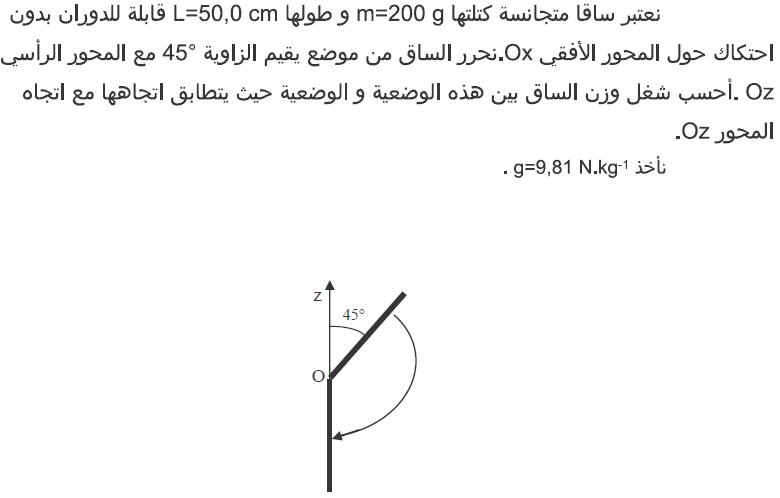 نعتبر ساقا متجانسة كتلتها m=200 g و طولها L=50,0 cm قابلة للدوران بدون
احتكاك حول المحور الأفقي Ox.نحرر الساق من موضع يقيم الزاوية 45° مع المحور الرأسي
Oz .أحسب شغل وزن الساق بين هذه الوضعية و الوضعية حيث يتطابق اتجاهها مع اتجاه
المحور Oz.
نأخذ g=9,81 N.kg-1 .
z
45°
O